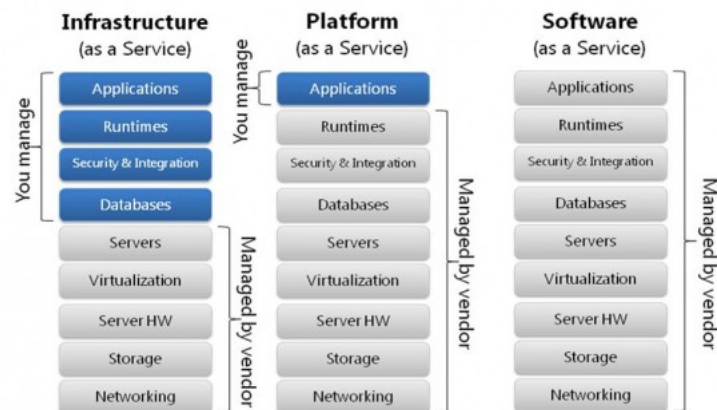 Infrastructure
(as a Service)
You manage
Applications
Runtimes
Security & Integration
Databases
Servers
Virtualization
Server HW
Storage
Networking
Managed by vendor
Platform
(as a Service)
You manage
Applications
Runtimes
Security & Integration
Databases
Servers
Virtualization
Server HW
Storage
Networking
Managed by vendor
Software
(as a Service)
Applications
Runtimes
Security & Integration
Databases
Servers
Virtualization
Server HW
Storage
Networking
Managed by vendor